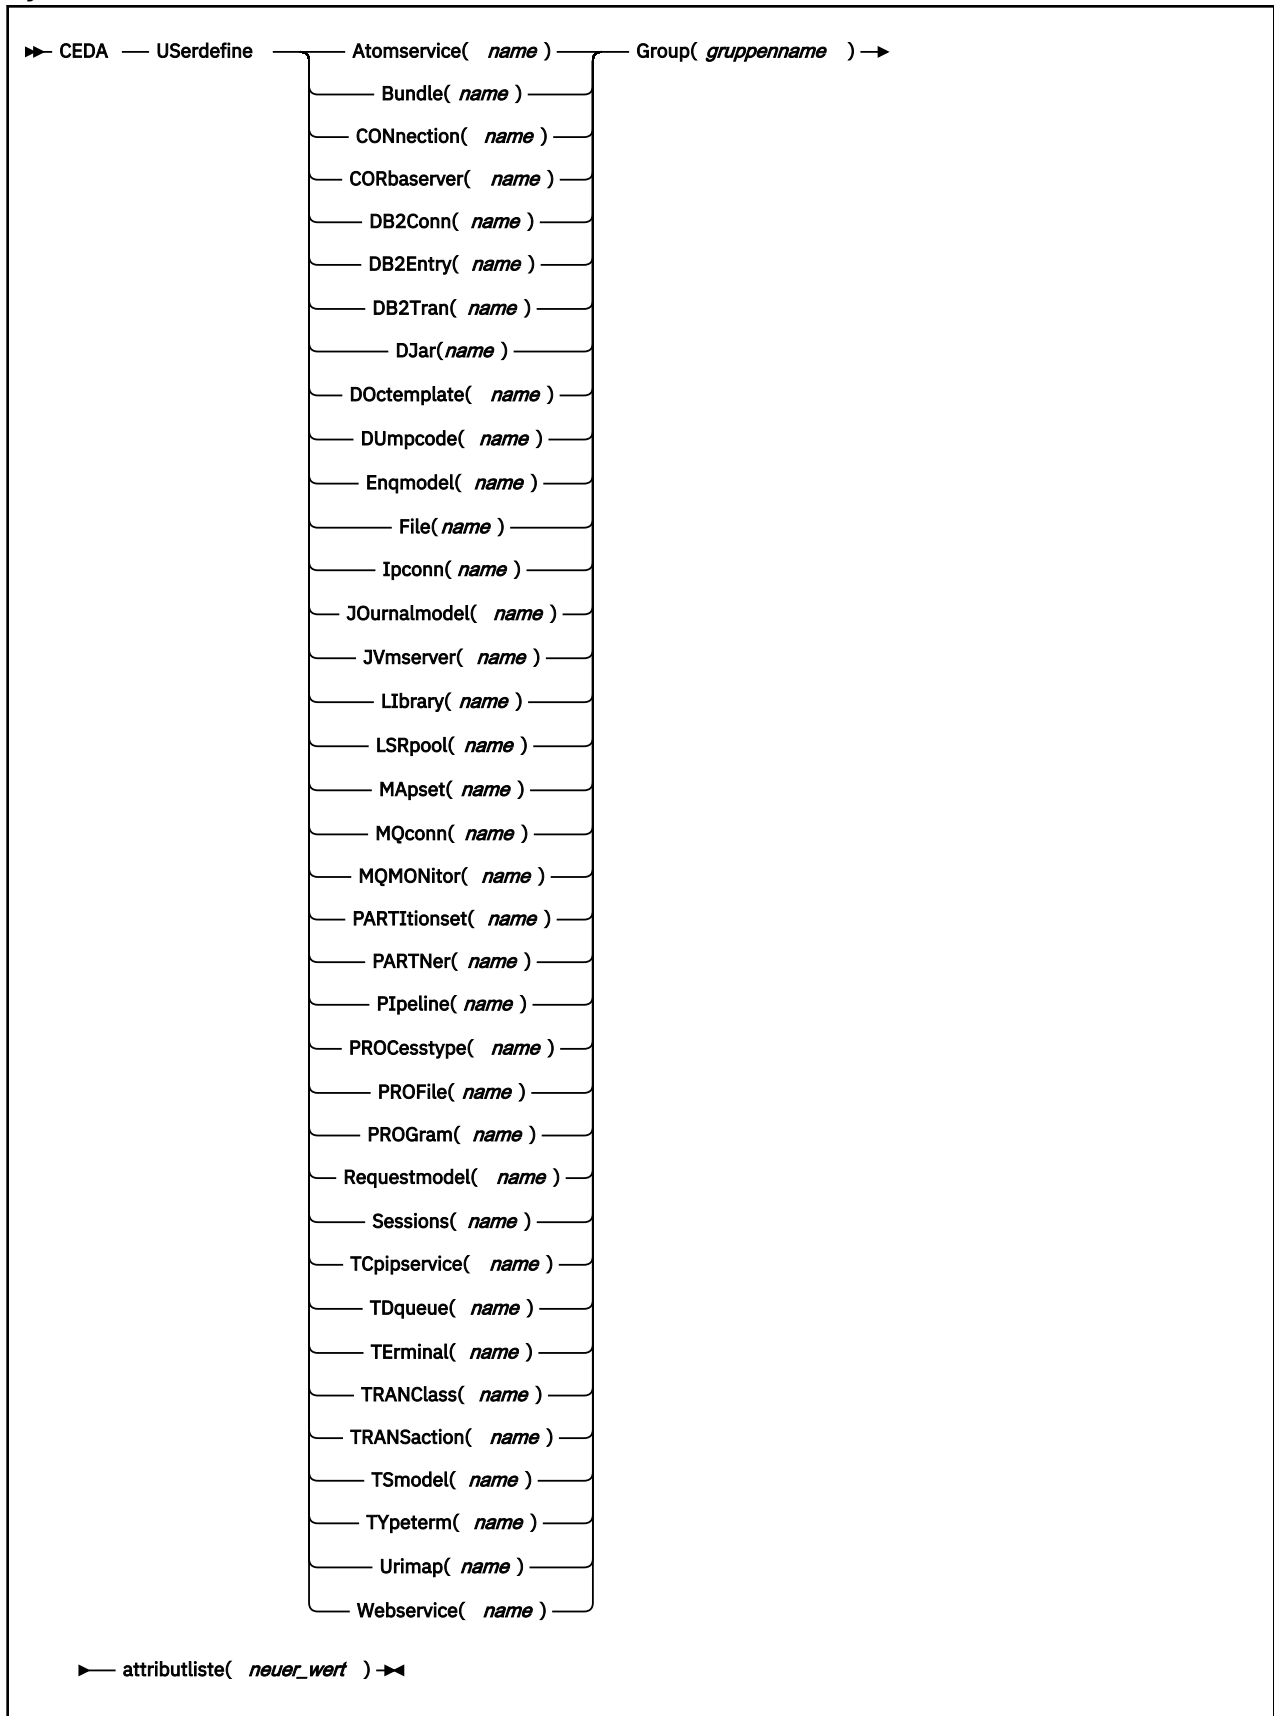 CEDA USerdefine Atomservice( name ) Group( gruppenname )
Bundle( name )
CONnection( name )
CORbaserver( name )
DB2Conn( name )
DB2Entry( name )
DB2Tran( name )
DJar(name )
DOctemplate( name )
DUmpcode( name )
Enqmodel( name )
File( name )
Ipconn( name )
JOurnalmodel( name )
JVmserver( name )
LIbrary( name )
LSRpool( name )
MApset( name )
MQconn( name )
MQMONitor( name )
PARTItionset( name )
PARTNer( name )
PIpeline( name )
PROCesstype( name )
PROFile( name )
PROGram( name )
Requestmodel( name )
Sessions( name )
TCpipservice( name )
TDqueue( name )
TErminal( name )
TRANClass( name )
TRANSaction( name )
TSmodel( name )
TYpeterm( name )
Urimap( name )
Webservice( name )
attributliste( neuer_wert )